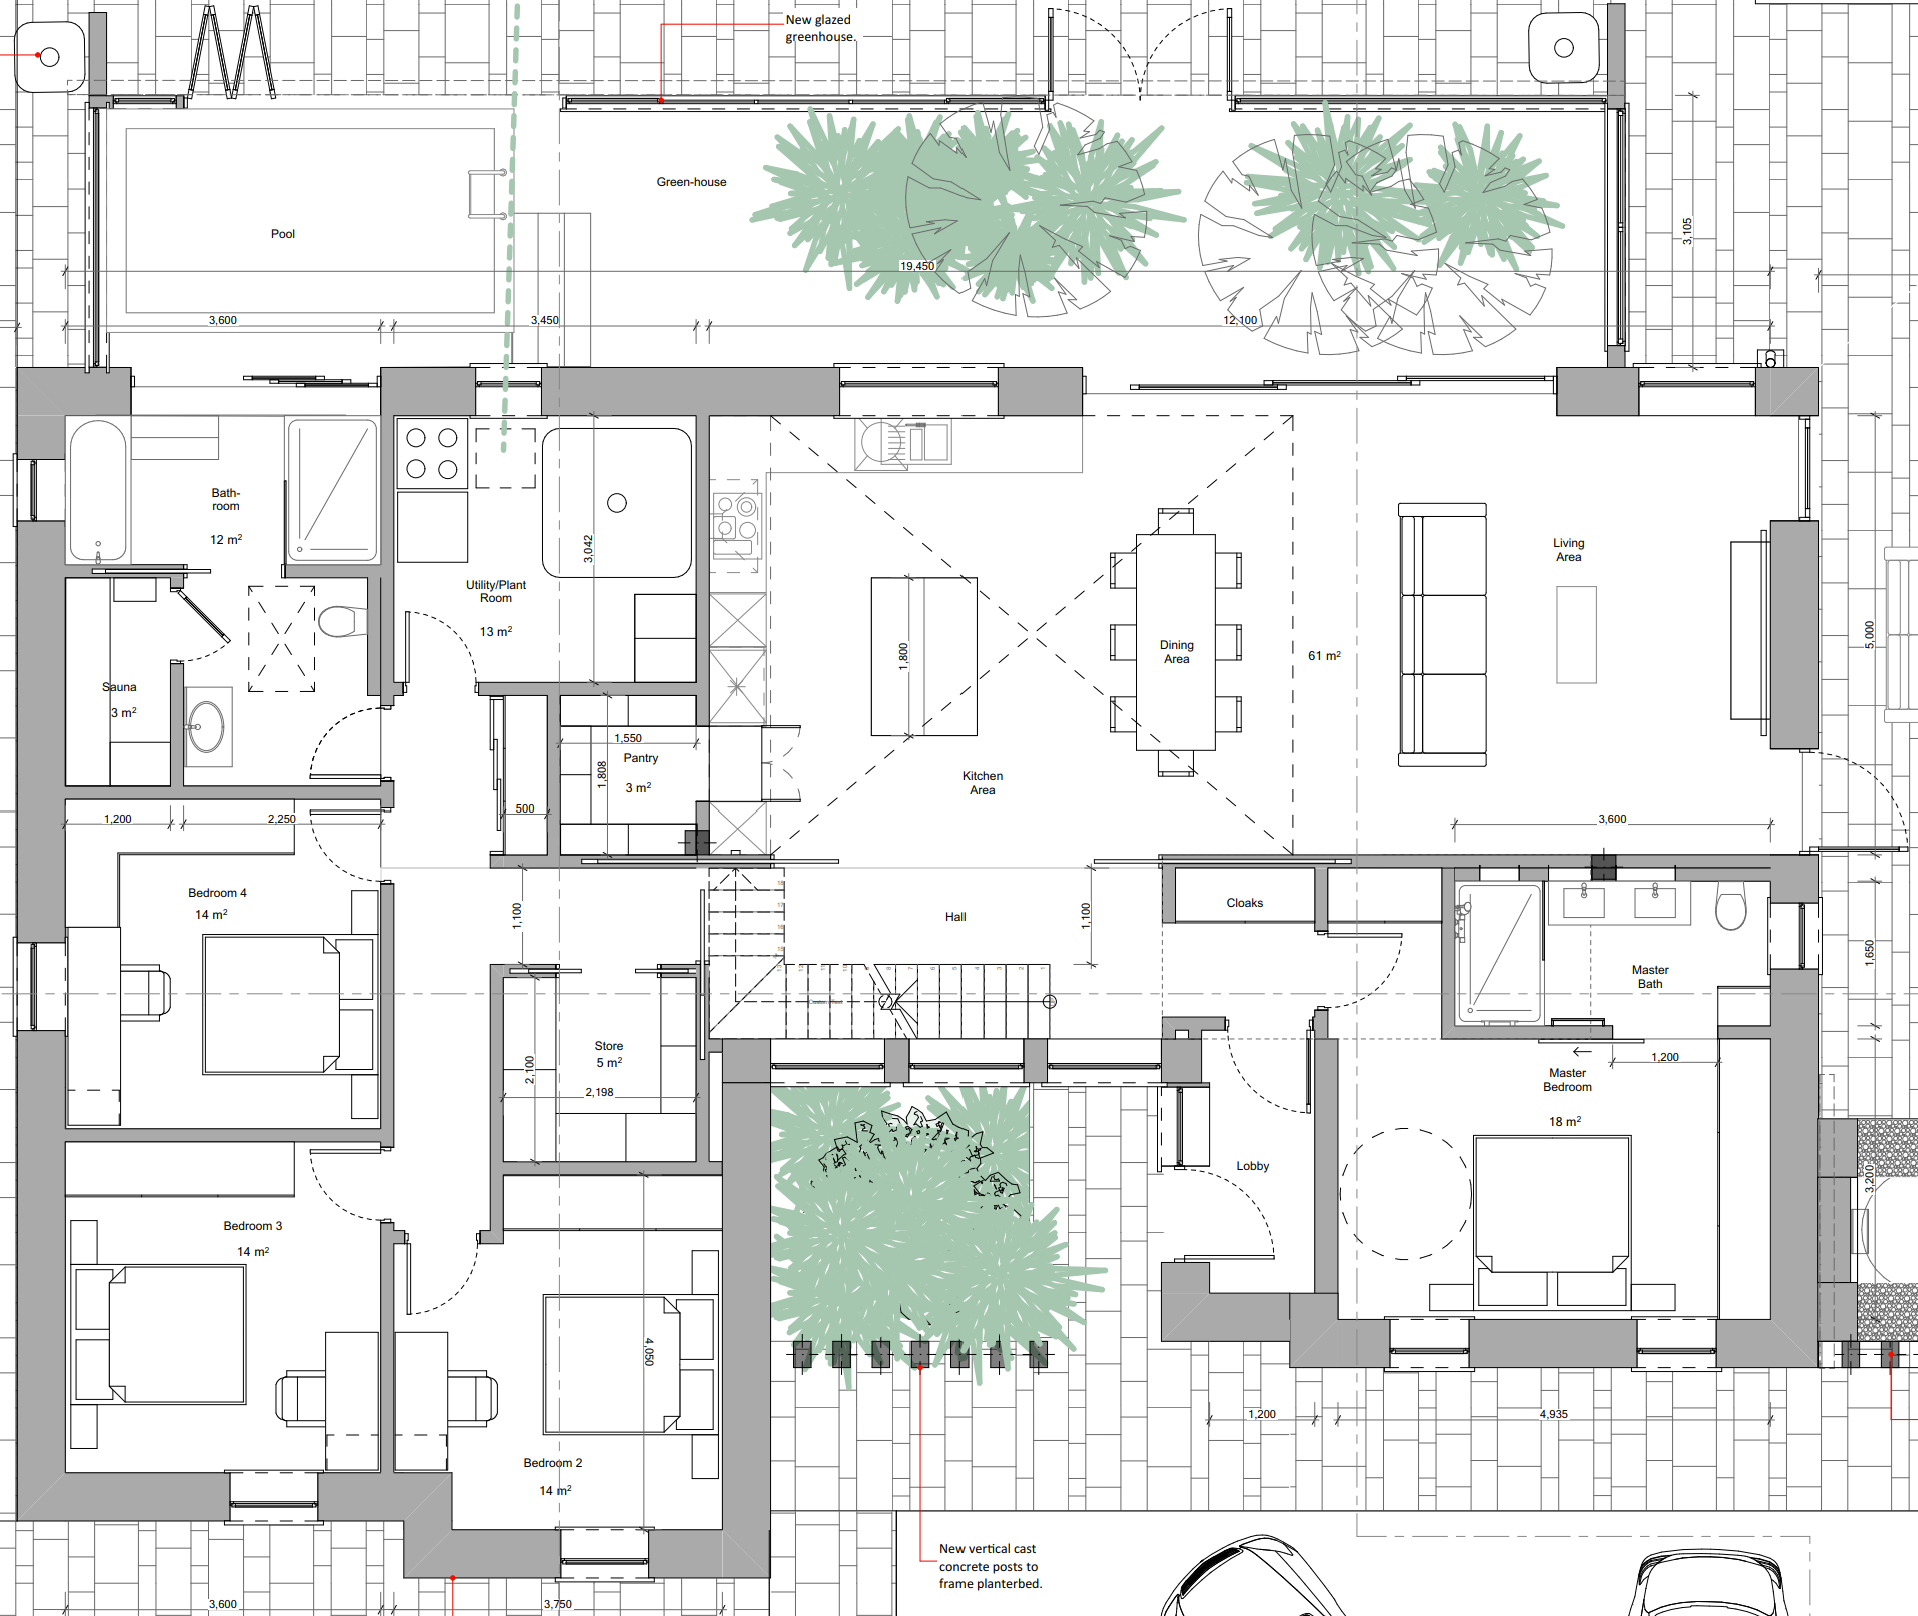 New glazed
greenhouse.
Green-house
Pool
19,450
3,105
3,600
3,450
12,100
Bath-
room
12 m²
3,042
Utility/Plant
Room
13 m²
Living
Area
5,000
1,800
Dining
Area
61 m²
Sauna
3 m²
1,550
Pantry
3 m²
1,808
500
Kitchen
Area
1,200
2,250
3,600
Bedroom 4
14 m²
1,100
Hall
1,100
Cloaks
1,650
Master
Bath
Store
5 m²
2,100
2,198
1,200
Master
Bedroom
18 m²
Lobby
3,200
Bedroom 3
14 m²
4,050
Bedroom 2
14 m²
1,200
4,935
New vertical cast
concrete posts to
frame planterbed.
3,600
3,750